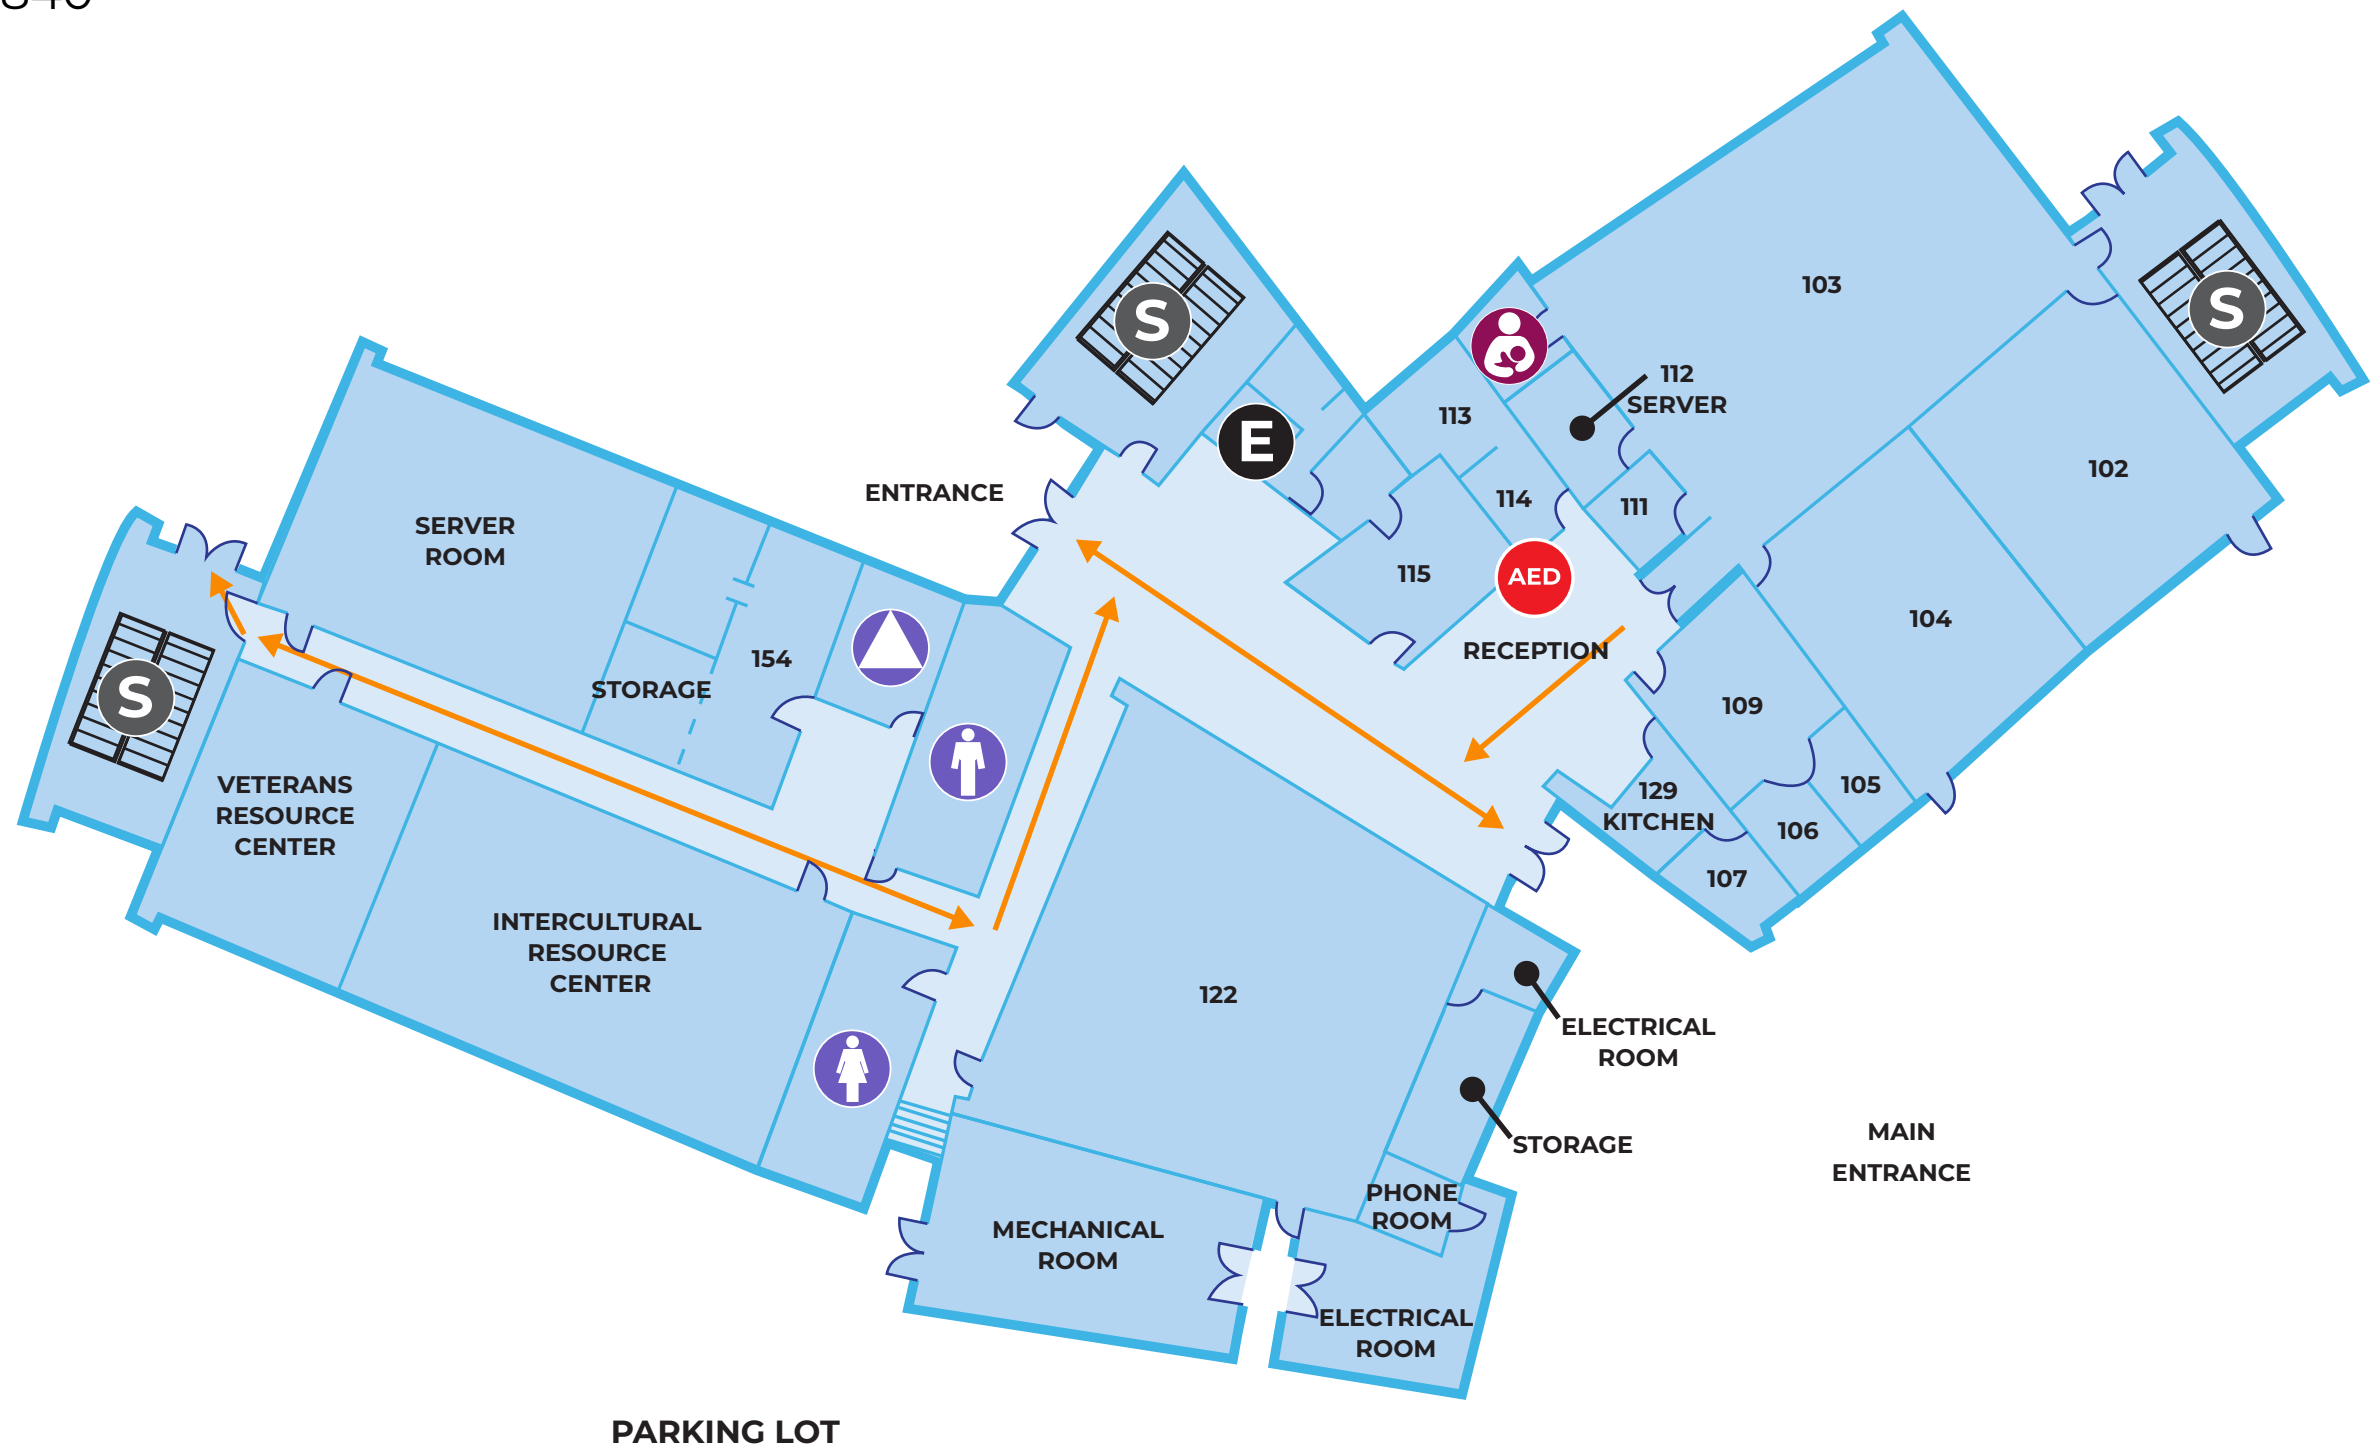 S
S
103
112
SERVER
113
E
102
ENTRANCE
114
111
SERVER
ROOM
115
AED
104
RECEPTION
154
STORAGE
S
109
VETERANS
RESOURCE
CENTER
105
129
KITCHEN
106
107
INTERCULTURAL
RESOURCE
CENTER
122
ELECTRICAL
ROOM
STORAGE
MAIN
ENTRANCE
PHONE
ROOM
MECHANICAL
ROOM
ELECTRICAL
ROOM
PARKING LOT